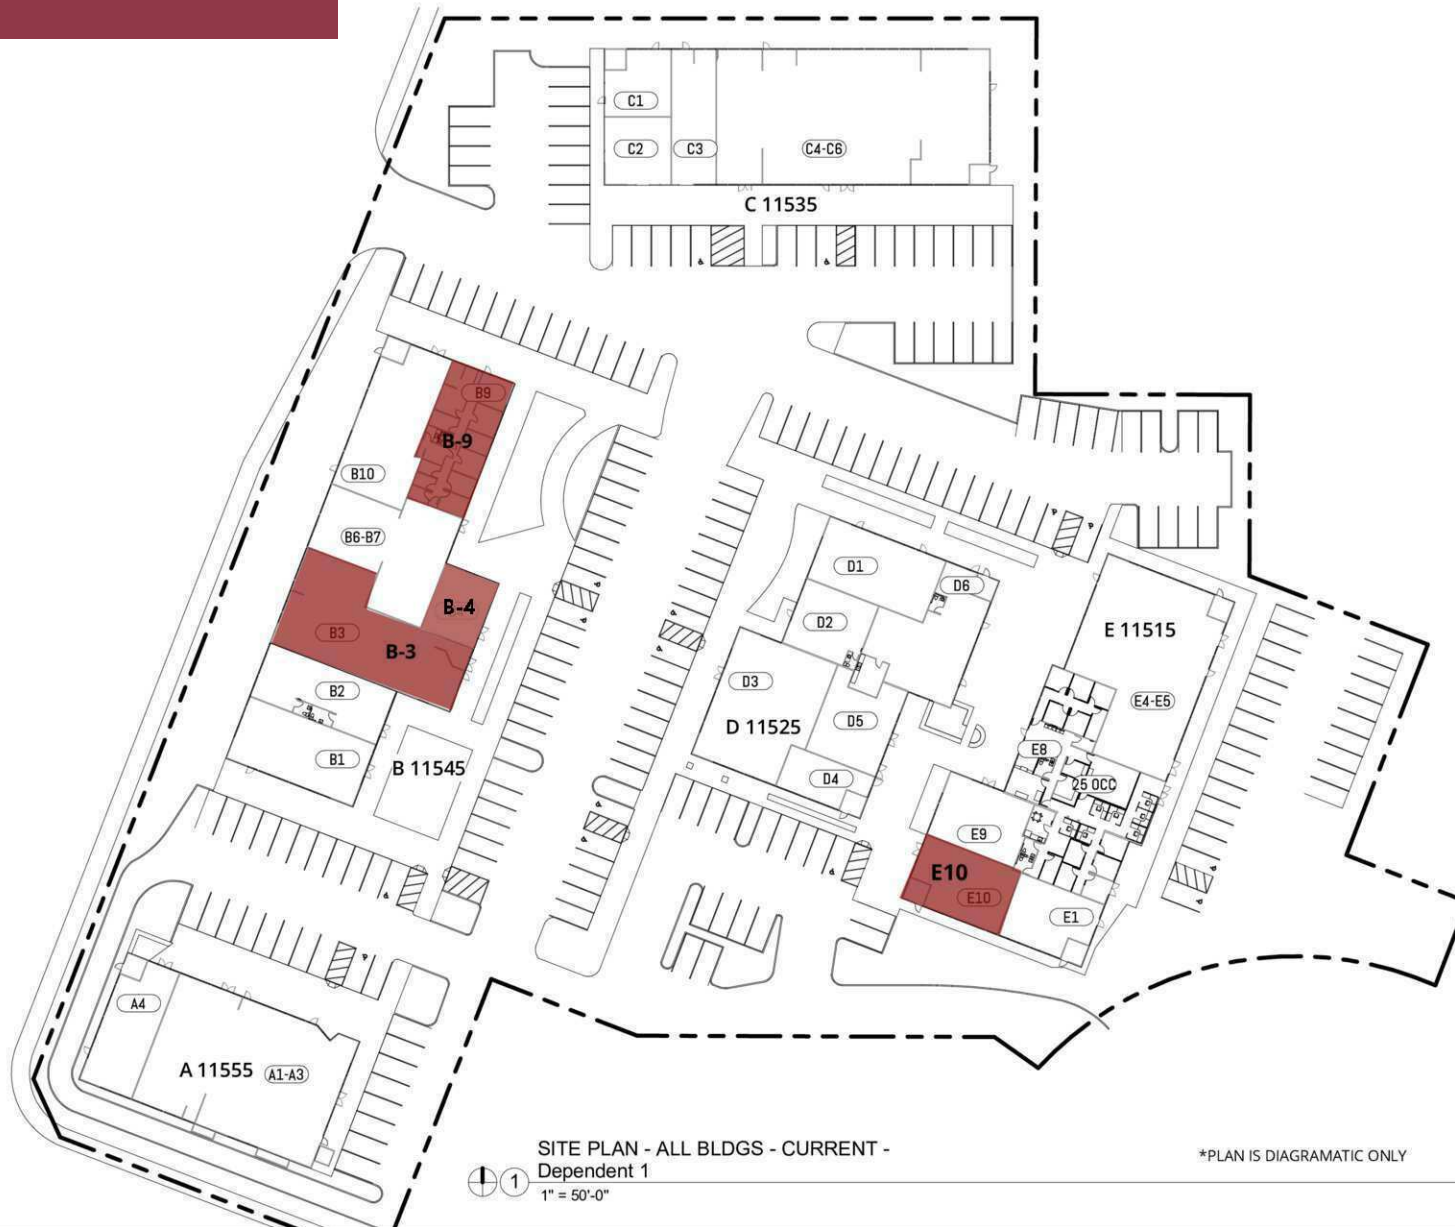 C1
C2
C3
C4-C6
C 11535
B9
B-9
B10
B6-B7
B-4
B3
B-3
B2
B1
B 11545
D1
D6
D2
D3
D5
D 11525
D4
E 11515
E4-E5
E8
25 OCC
E9
E10
E10
E1
A4
A 11555
A1-A3
SITE PLAN - ALL BLDGS - CURRENT -
Dependent 1
1
1" = 50'-0"
*PLAN IS DIAGRAMATIC ONLY